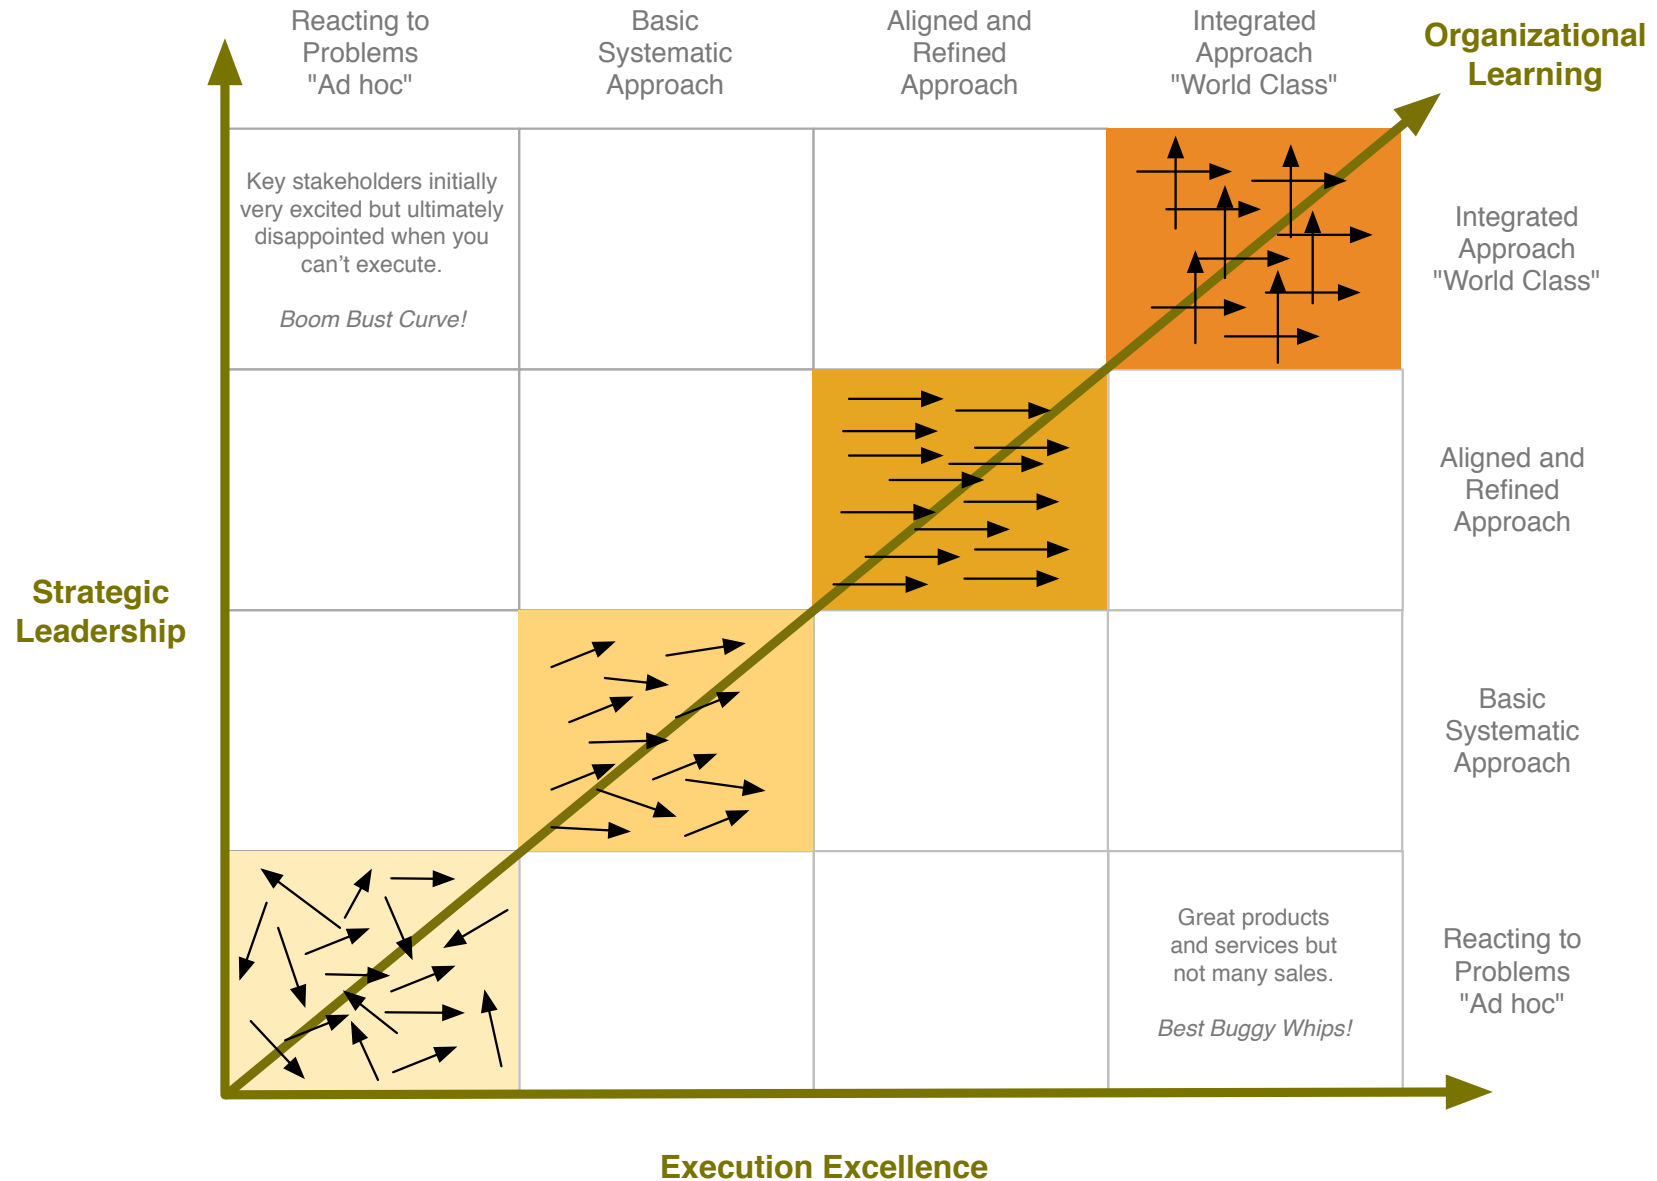 Reacting to
Problems
"Ad hoc"
Basic
Systematic
Approach
Aligned and
Refined
Approach
Integrated
Approach
"World Class"
Organizational
Learning
Key stakeholders initially
very excited but ultimately
disappointed when you
can’t execute.
Boom Bust Curve!
Integrated
Approach
"World Class"
Aligned and
Refined
Approach
Strategic
Leadership
Basic
Systematic
Approach
Great products
and services but
not many sales.
Best Buggy Whips!
Reacting to
Problems
"Ad hoc"
Execution Excellence